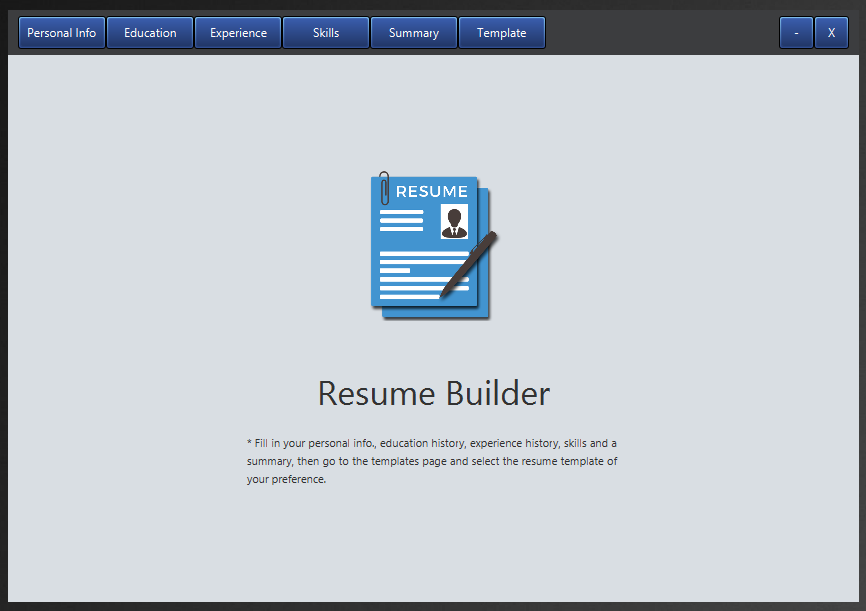 Personal Info Education Experience Skills Summary Template - X
RESUME
Resume Builder
* Fill in your personal info., education history, experience history, skills and a
summary, then go to the templates page and select the resume template of
your preference.